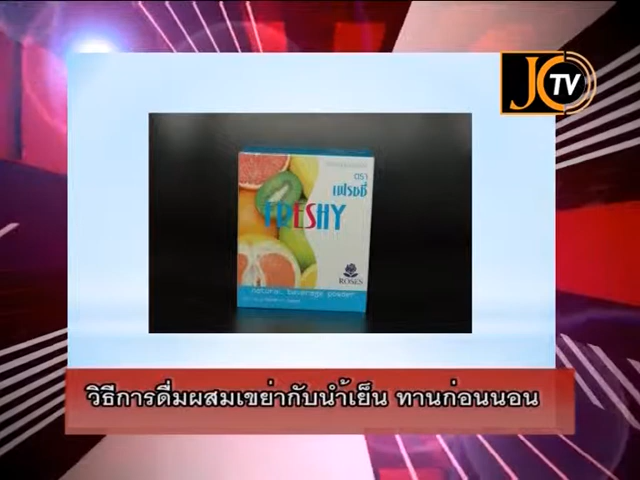 JC TV
ตรา
เฟรชชี่
FRESHY
ROSES
natural beverage powder
วิธีการดื่มผสมเขย่ากับน้ำเย็น ทานก่อนนอน